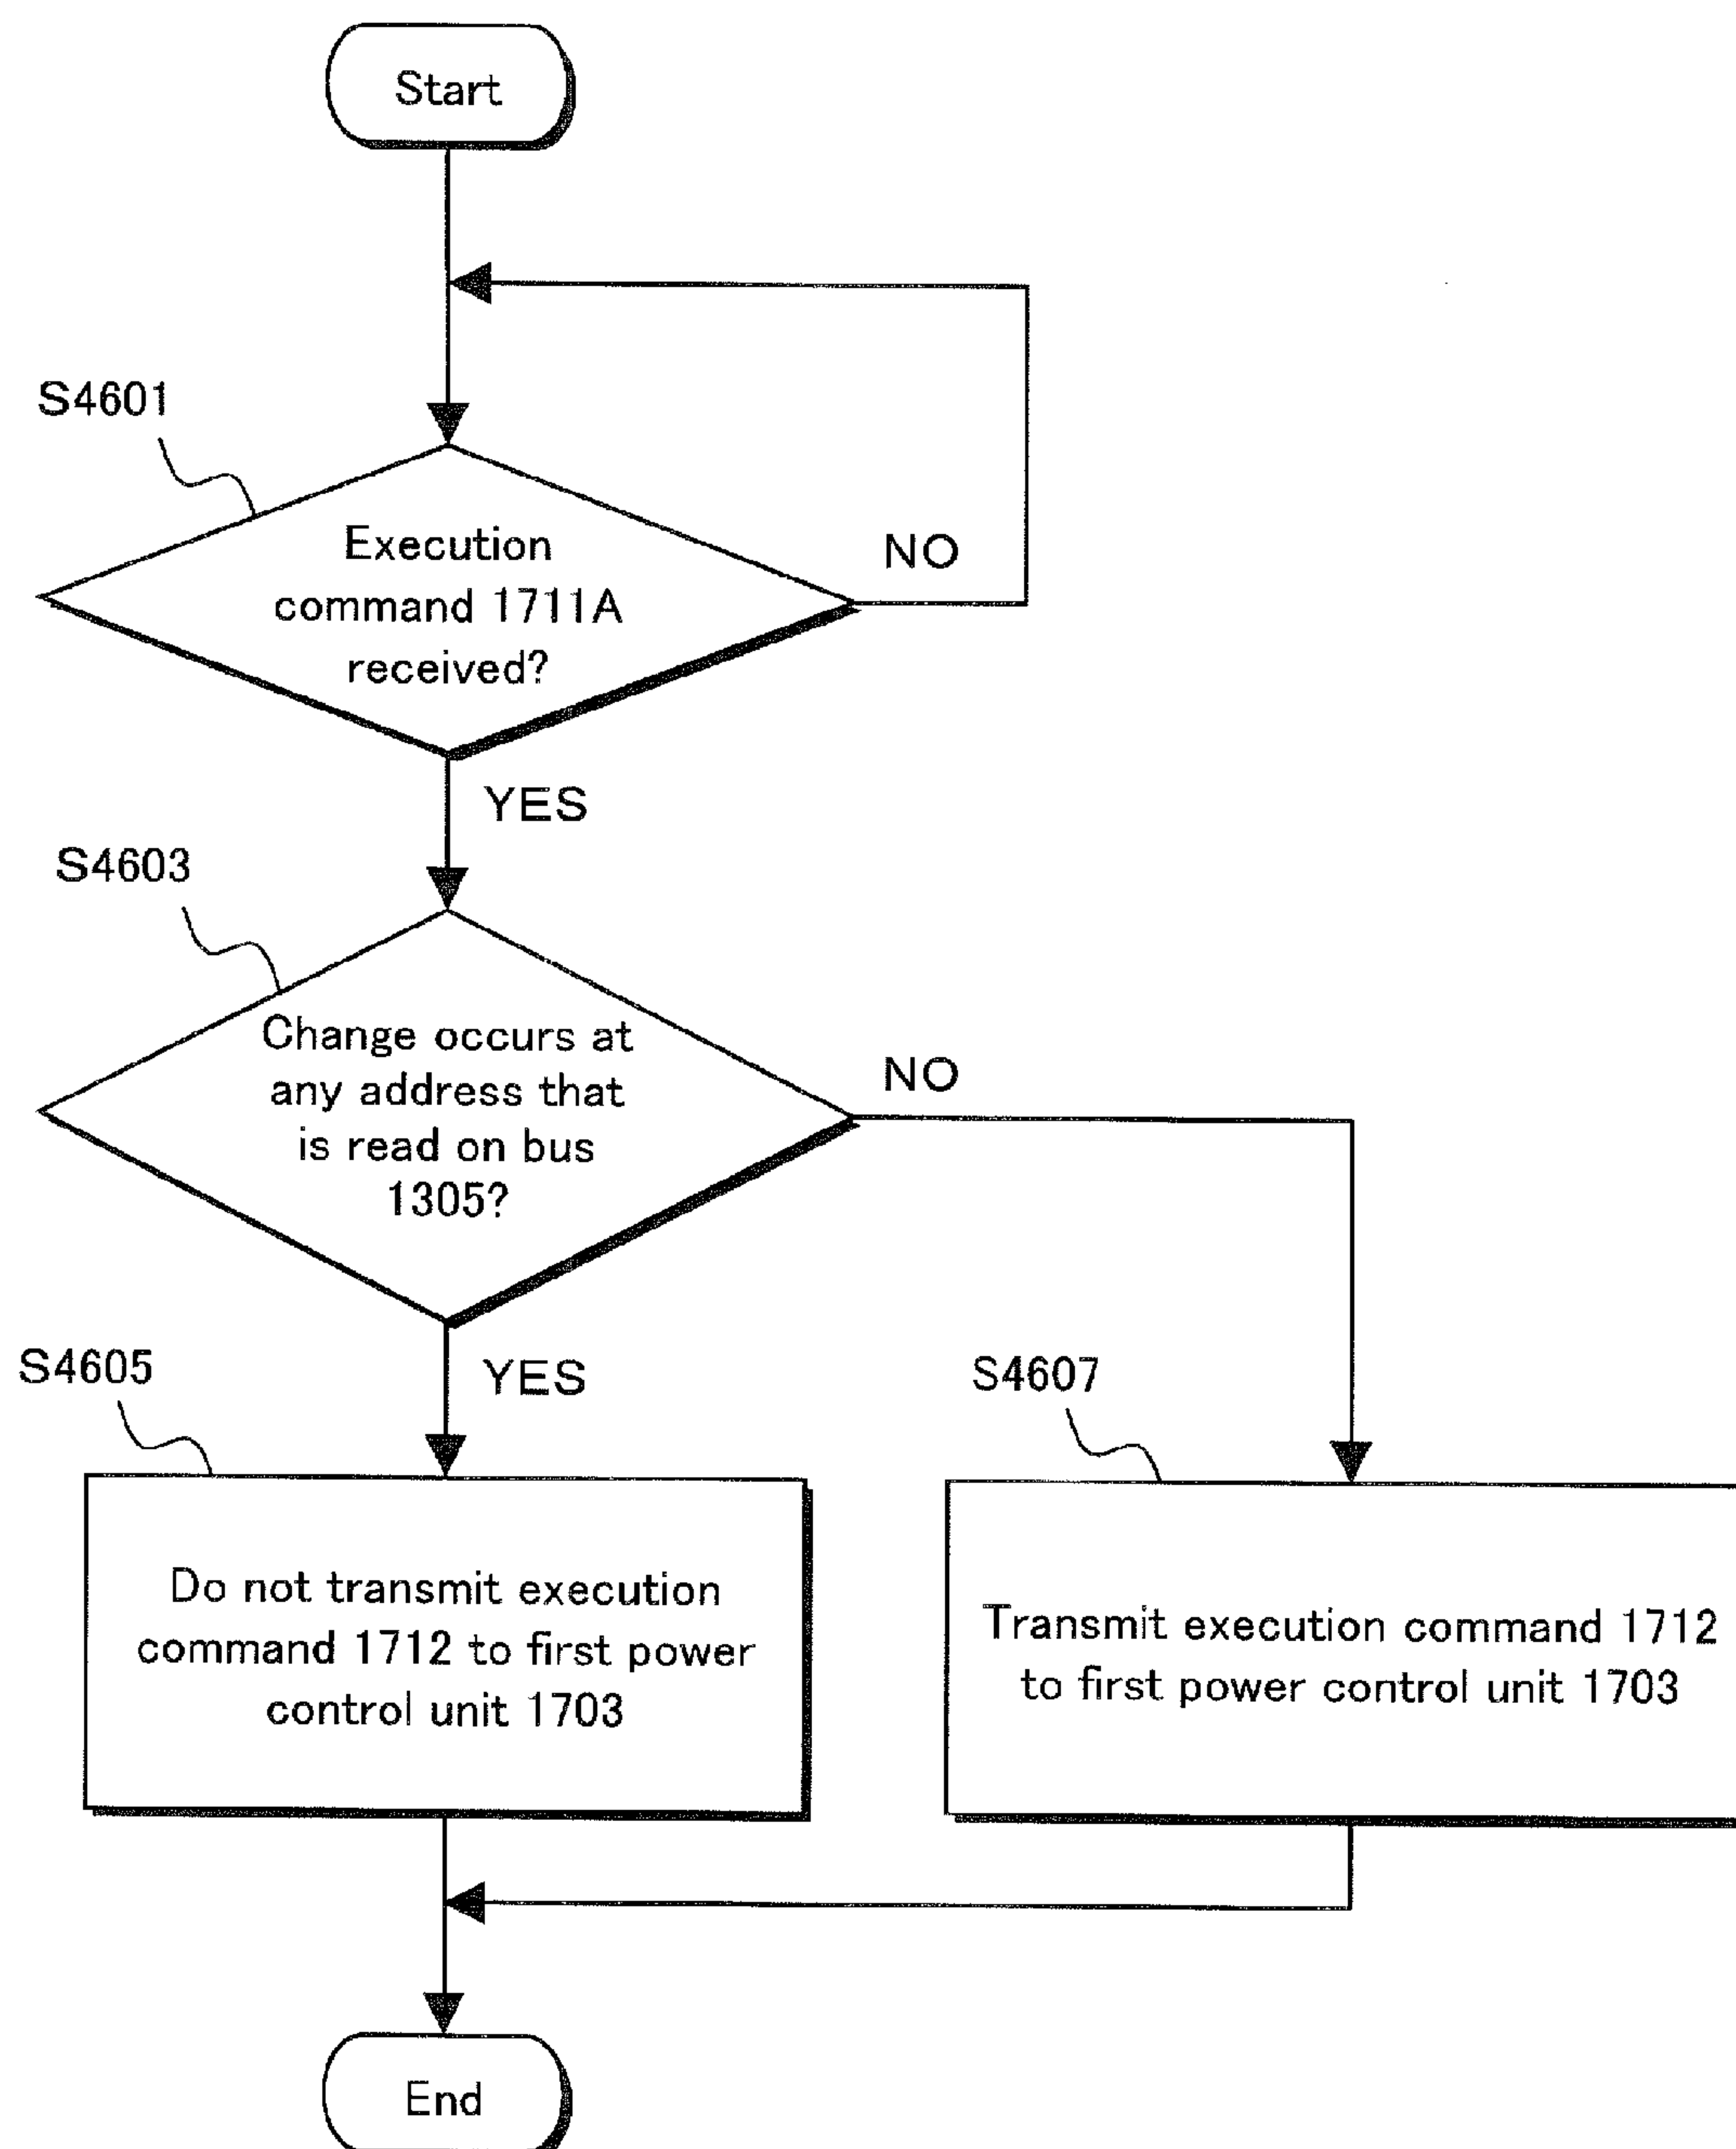 Start
S4601
Execution
command 1711A
received?
NO
YES
S4603
Change occurs at
any address that
is read on bus
1305?
NO
YES
S4605
Do not transmit execution
command 1712 to first power
control unit 1703
S4607
Transmit execution command 1712
to first power control unit 1703
End